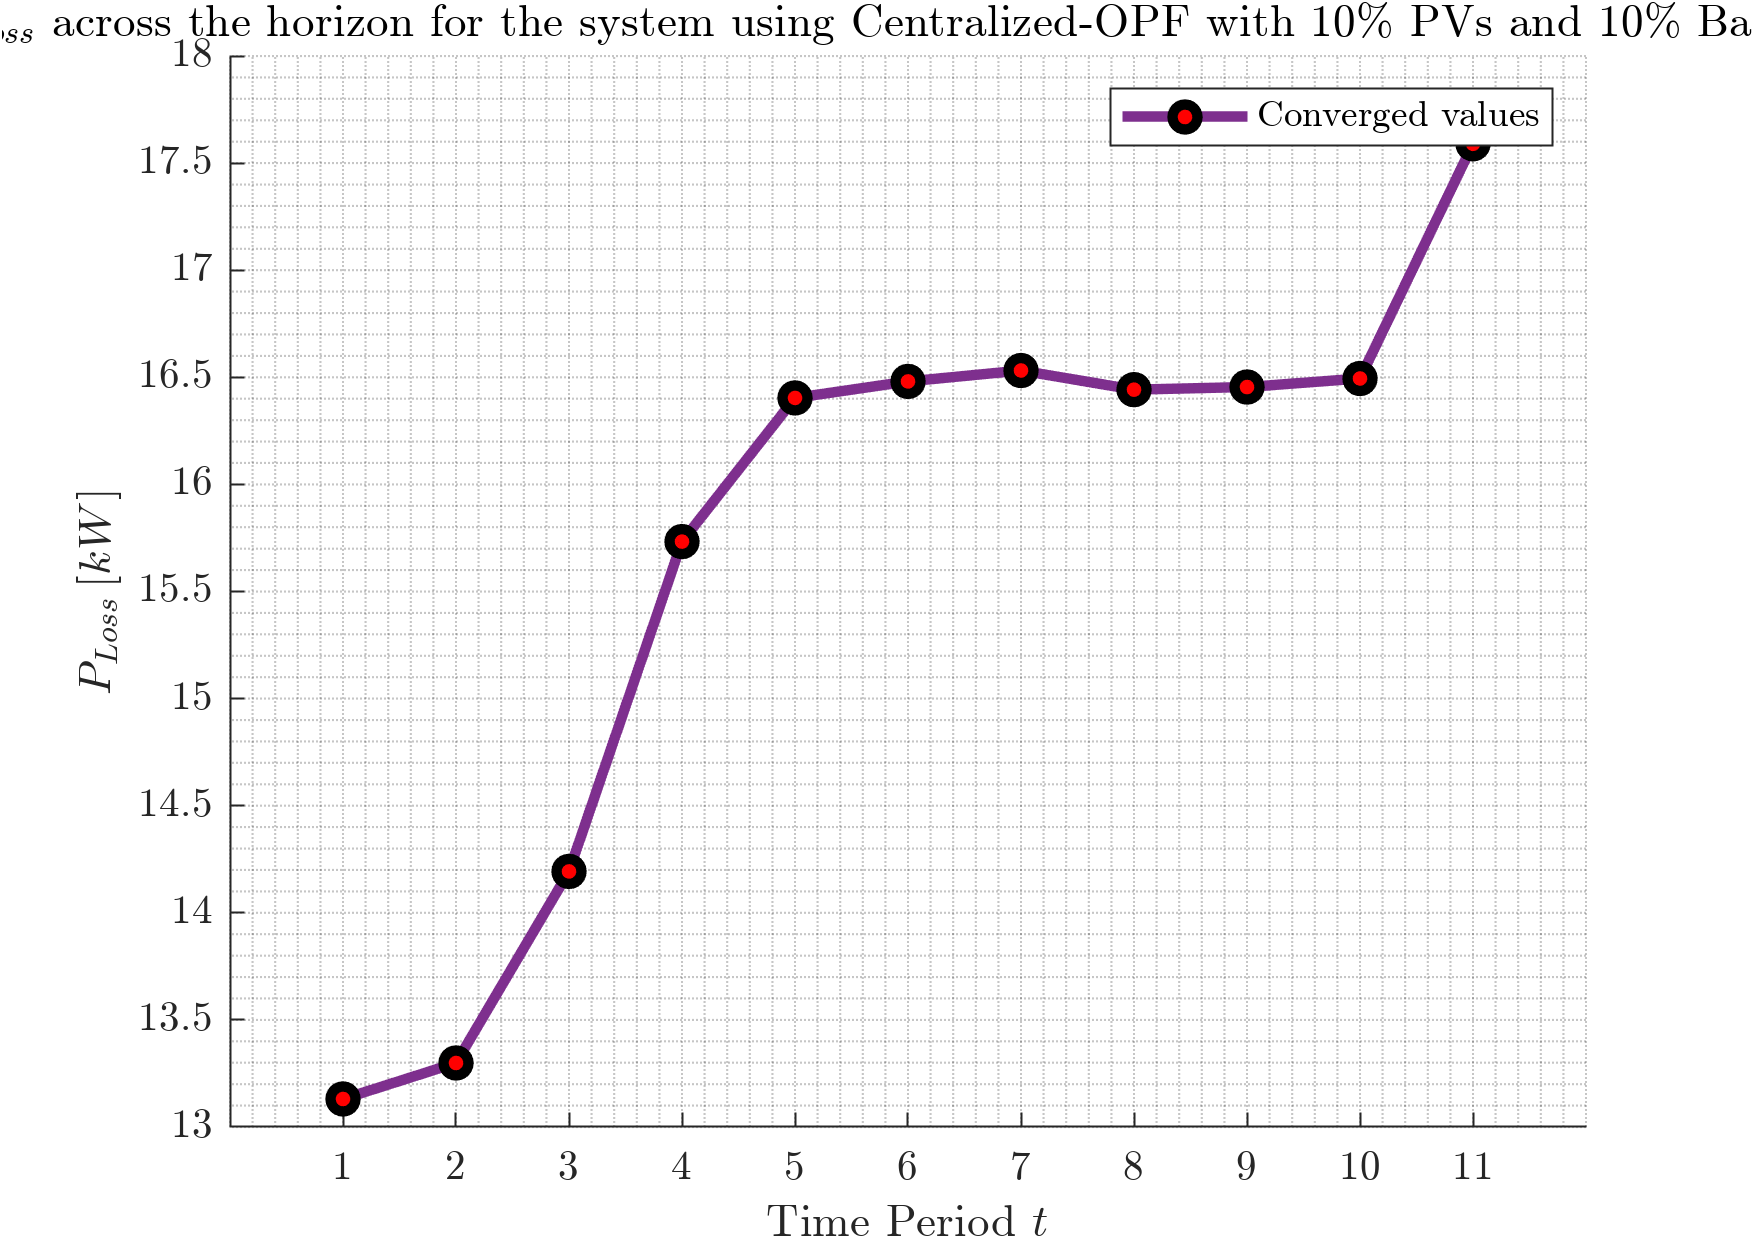 across the horizon for the system using Centralized-OPF with 10% PVs and 10%
18
17.5
17
16.5
16
15.5
15
14.5
14
13.5
13
P_{Loss} [kW]
Converged values
1 2 3 4 5 6 7 8 9 10 11
Time Period t